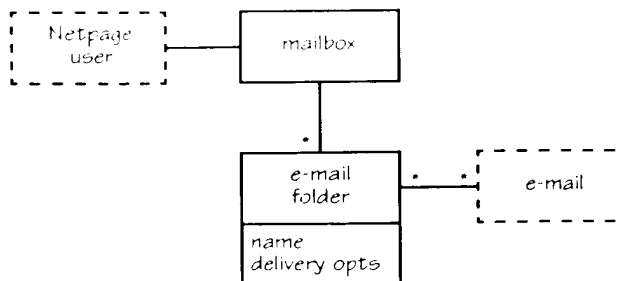 Netpage
user
mailbox
*
e-mail
folder
* *
e-mail
name
delivery opts